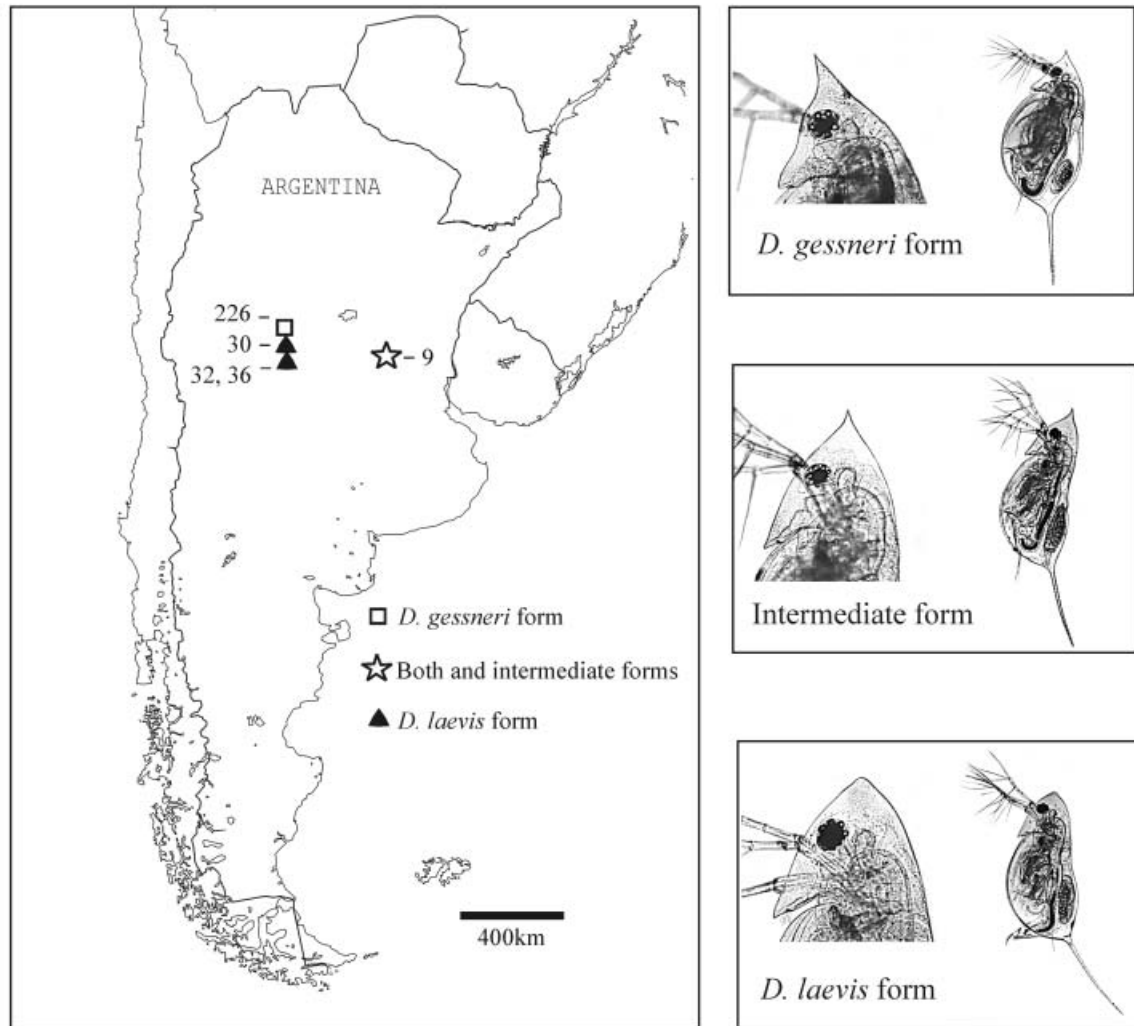 ARGENTINA
226
30
32, 36
9
D. gessneri form
Both and intermediate forms
D. laevis form
400km
D. gessneri form
Intermediate form
D. laevis form